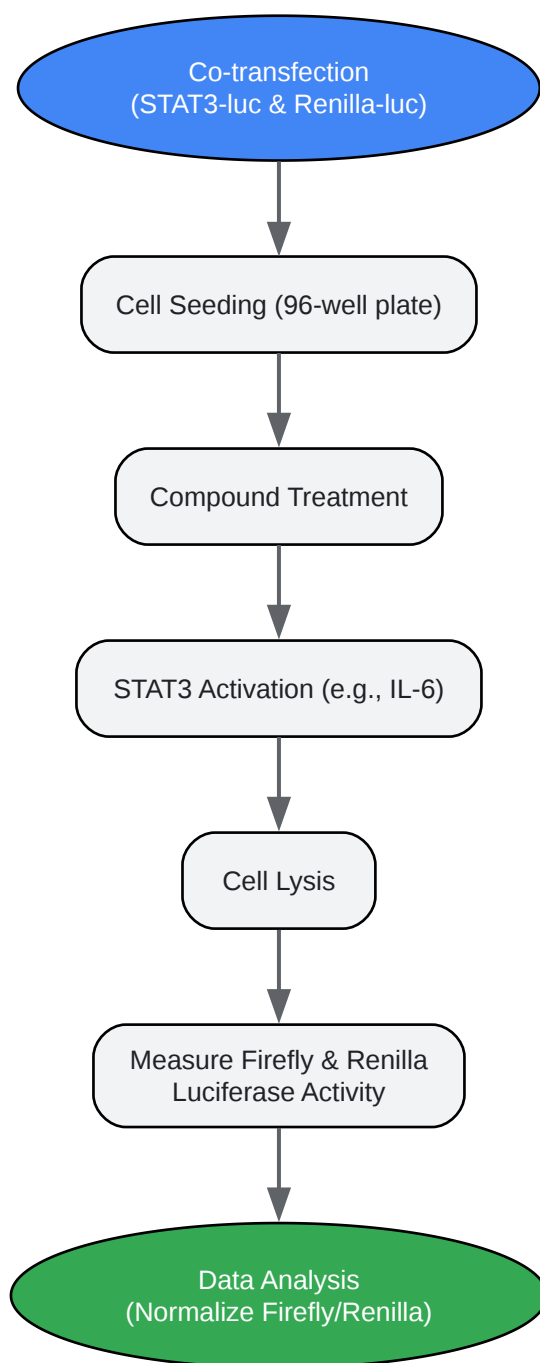 Co-transfection
(STAT3-luc & Renilla-luc)
Cell Seeding (96-well plate)
Compound Treatment
STAT3 Activation (e.g., IL-6)
Cell Lysis
Measure Firefly & Renilla
Luciferase Activity
Data Analysis
(Normalize Firefly/Renilla)